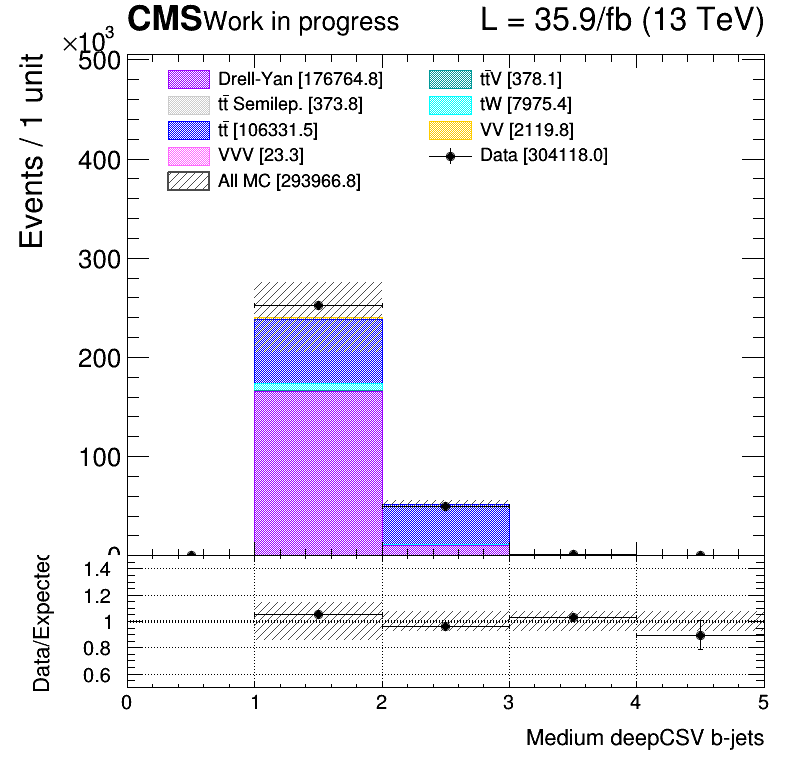 CMS Work in progress L = 35.9/fb (13 TeV)
×10³
Events / 1 unit
500
400
300
200
100
0
Drell-Yan [176764.8]
tt̄ Semilep. [373.8]
tt̄ [106331.5]
VVV [23.3]
All MC [293966.8]
tt̄V [378.1]
tW [7975.4]
VV [2119.8]
Data [304118.0]
Data/Expected
1.4
1.2
1
0.8
0.6
0 1 2 3 4 5
Medium deepCSV b-jets